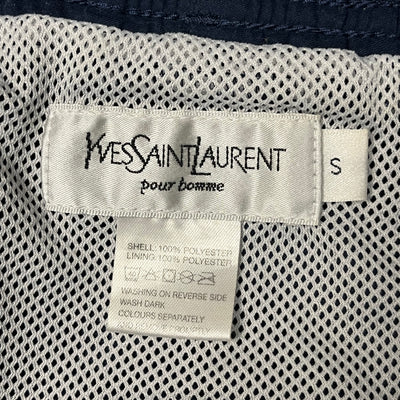 YVESSAINTLAURENT
pour homme
S
SHELL: 100% POLYESTER
LINING: 100% POLYESTER
WASHING ON REVERSE SIDE
WASH DARK
COLOURS SEPARATELY